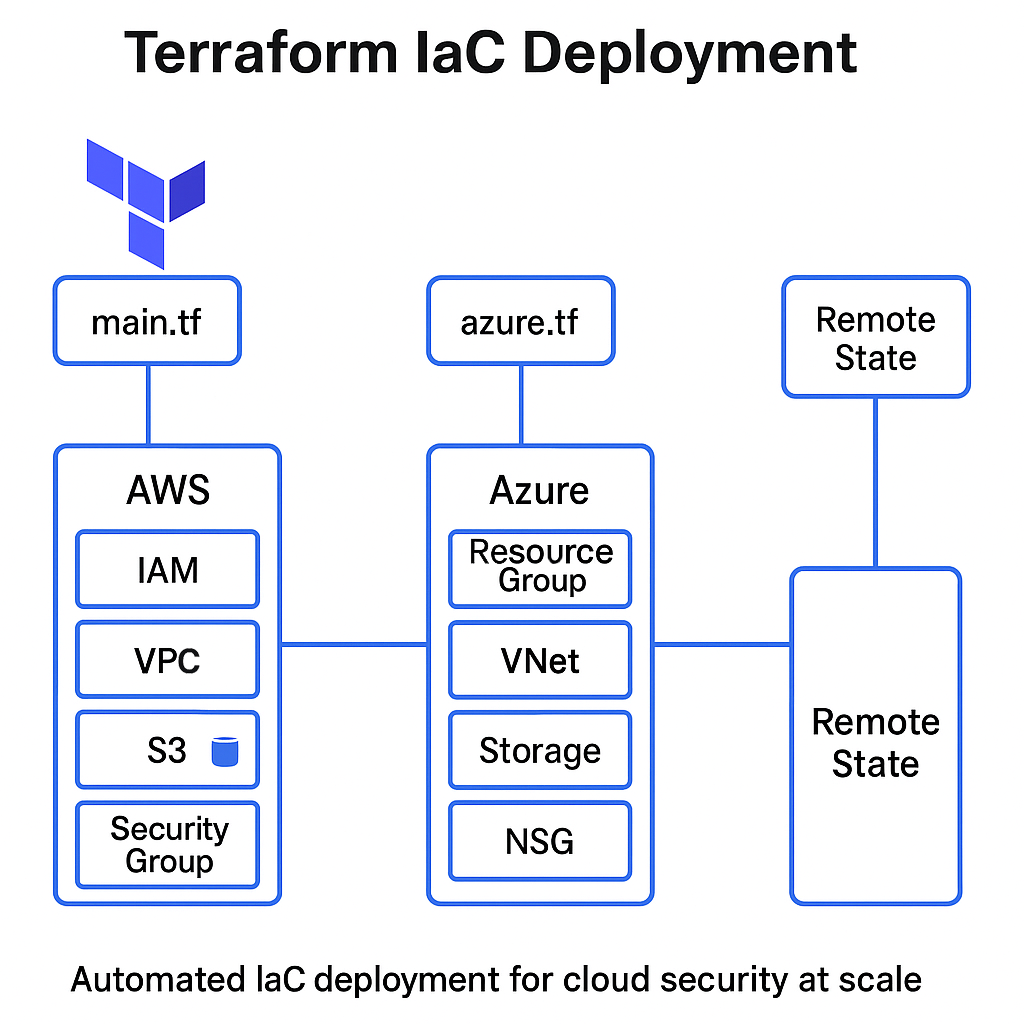 Terraform IaC Deployment
main.tf
azure.tf
Remote
State
AWS
IAM
VPC
S3
Security
Group
Azure
Resource
Group
VNet
Storage
NSG
Remote
State
Automated IaC deployment for cloud security at scale